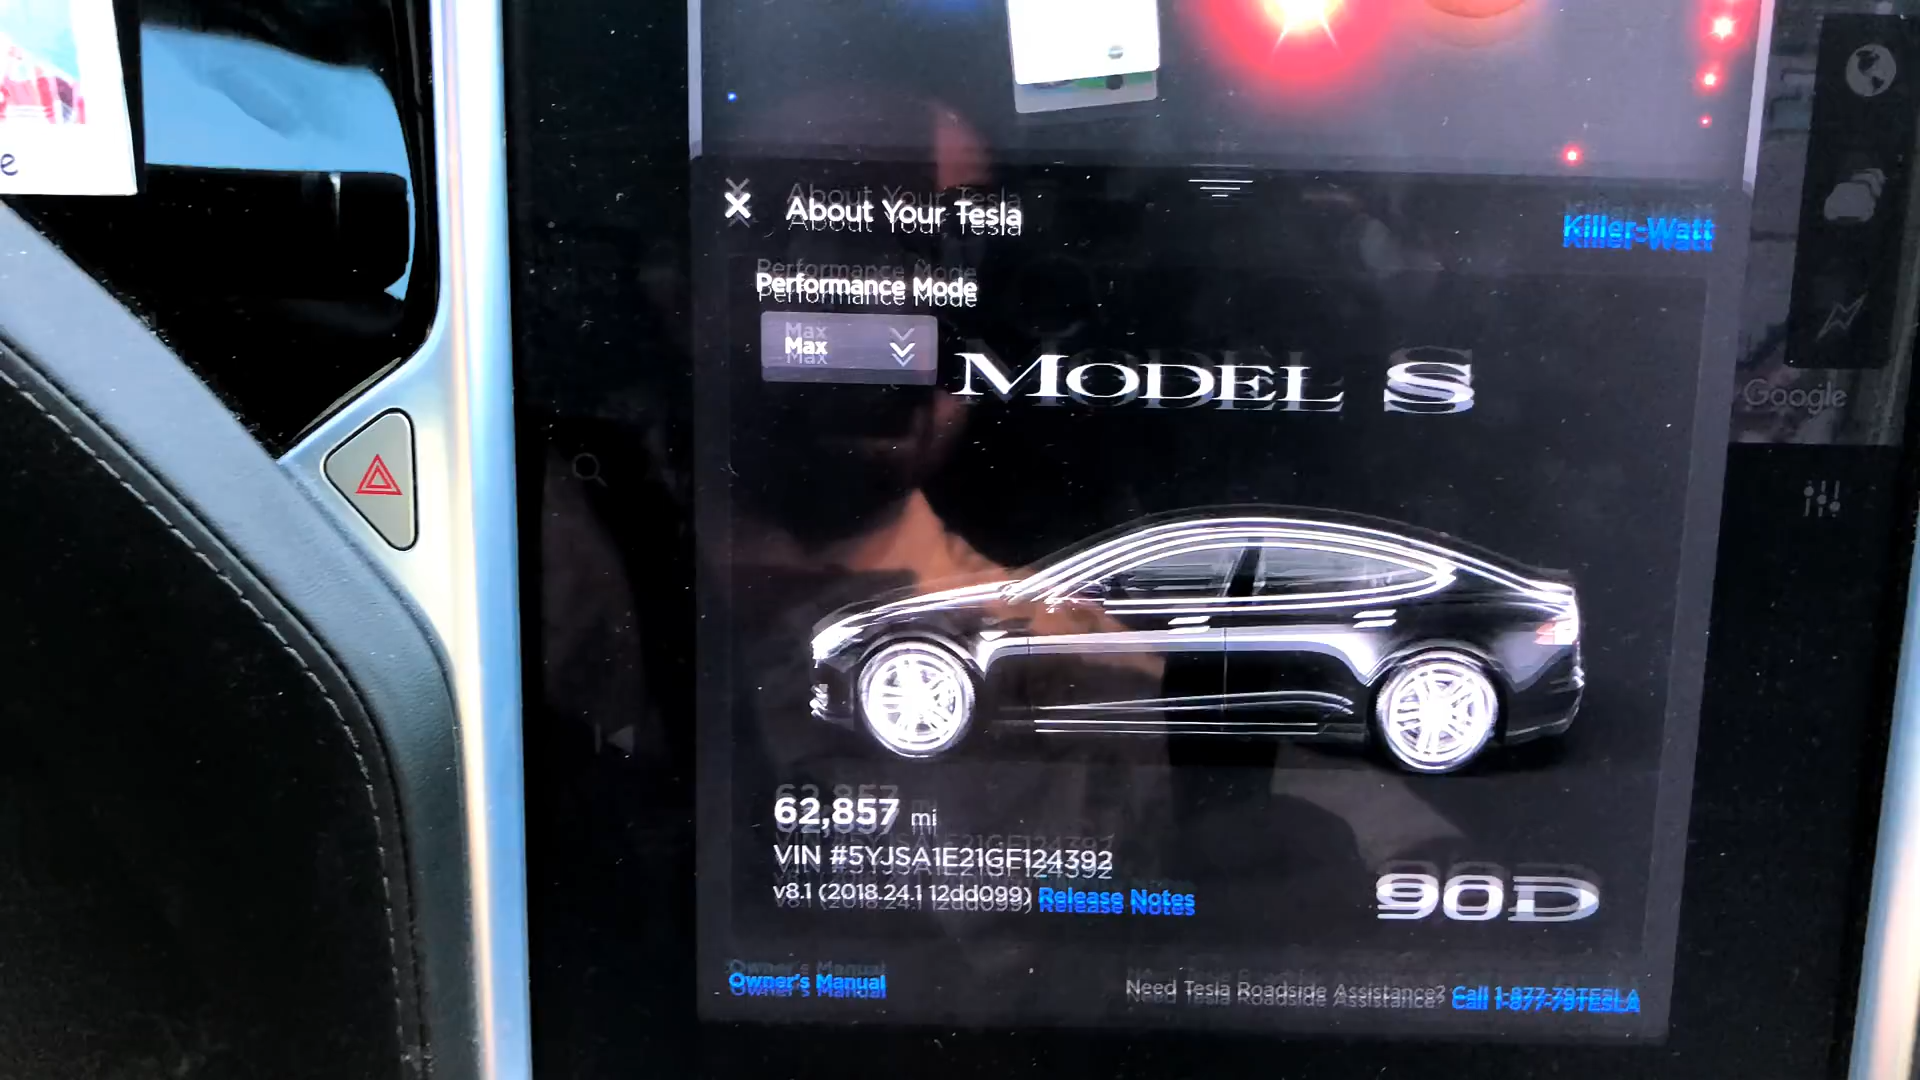 e
About Your Tesla
Killer-Watt
Performance Mode
Max
MODEL S
Google
62,857 mi
VIN #5YJSA1E21GF124392
v8.1 (2018.24.1 12dd099) Release Notes
90D
Owner's Manual
Need Tesla Roadside Assistance? Call 1-877-79TESLA